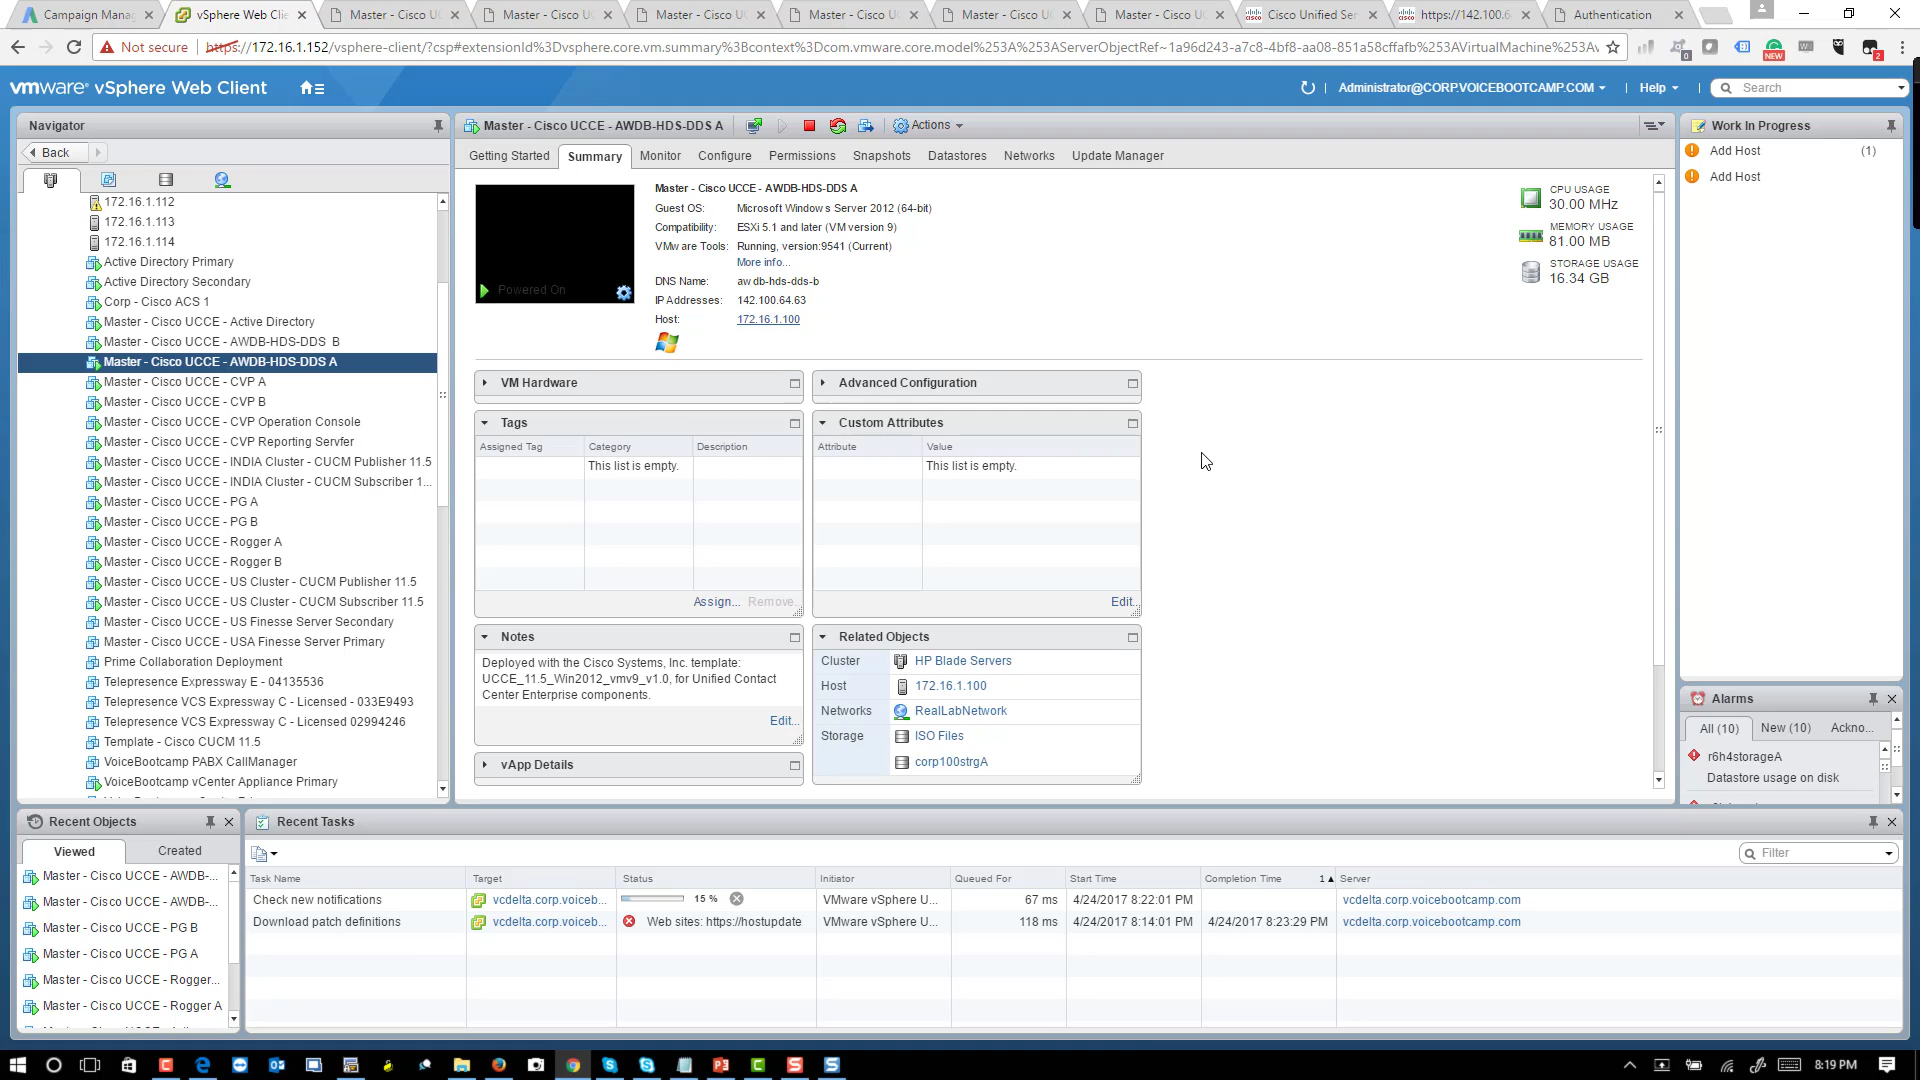 Campaign Manag
vSphere Web Clie
Master - Cisco UC
Master - Cisco UC
Master - Cisco UC
Master - Cisco UC
Master - Cisco UC
Master - Cisco UC
Cisco Unified Ser
https://142.100.6
Authentication
Not secure
https://172.16.1.152/vsphere-client/?csp#extensionId%3Dvsphere.core.vm.summary%3Bcontext%3Dcom.vmware.core.model%253A%253AServerObjectRef~1a96d243-a7c8-4bf8-aa08-851a58cffafb%253AVirtualMachine%253Av
NEW
vmware® vSphere Web Client
Administrator@CORP.VOICEBOOTCAMP.COM
Help
Search
Navigator
Back
172.16.1.112
172.16.1.113
172.16.1.114
Active Directory Primary
Active Directory Secondary
Corp - Cisco ACS 1
Master - Cisco UCCE - Active Directory
Master - Cisco UCCE - AWDB-HDS-DDS B
Master - Cisco UCCE - AWDB-HDS-DDS A
Master - Cisco UCCE - CVP A
Master - Cisco UCCE - CVP B
Master - Cisco UCCE - CVP Operation Console
Master - Cisco UCCE - CVP Reporting Servfer
Master - Cisco UCCE - INDIA Cluster - CUCM Publisher 11.5
Master - Cisco UCCE - INDIA Cluster - CUCM Subscriber 1...
Master - Cisco UCCE - PG A
Master - Cisco UCCE - PG B
Master - Cisco UCCE - Rogger A
Master - Cisco UCCE - Rogger B
Master - Cisco UCCE - US Cluster - CUCM Publisher 11.5
Master - Cisco UCCE - US Cluster - CUCM Subscriber 11.5
Master - Cisco UCCE - US Finesse Server Secondary
Master - Cisco UCCE - USA Finesse Server Primary
Prime Collaboration Deployment
Telepresence Expressway E - 04135536
Telepresence VCS Expressway C - Licensed - 033E9493
Telepresence VCS Expressway C - Licensed 02994246
Template - Cisco CUCM 11.5
VoiceBootcamp PABX CallManager
VoiceBootcamp vCenter Appliance Primary
Master - Cisco UCCE - AWDB-HDS-DDS A
Actions
Getting Started
Summary
Monitor
Configure
Permissions
Snapshots
Datastores
Networks
Update Manager
Powered On
Master - Cisco UCCE - AWDB-HDS-DDS A
Guest OS: Microsoft Windows Server 2012 (64-bit)
Compatibility: ESXi 5.1 and later (VM version 9)
VMware Tools: Running, version:9541 (Current)
More info...
DNS Name: awdb-hds-dds-b
IP Addresses: 142.100.64.63
Host: 172.16.1.100
CPU USAGE
30.00 MHz
MEMORY USAGE
81.00 MB
STORAGE USAGE
16.34 GB
VM Hardware
Tags
Assigned Tag Category Description
This list is empty.
Assign... Remove
Notes
Deployed with the Cisco Systems, Inc. template:
UCCE_11.5_Win2012_vmv9_v1.0, for Unified Contact
Center Enterprise components.
Edit...
vApp Details
Advanced Configuration
Custom Attributes
Attribute Value
This list is empty.
Edit...
Related Objects
Cluster HP Blade Servers
Host 172.16.1.100
Networks RealLabNetwork
Storage ISO Files
corp100strgA
Work In Progress
Add Host (1)
Add Host
Alarms
All (10) New (10) Ackno...
r6h4storageA
Datastore usage on disk
Recent Objects
Viewed Created
Master - Cisco UCCE - AWDB-...
Master - Cisco UCCE - AWDB-...
Master - Cisco UCCE - PG B
Master - Cisco UCCE - PG A
Master - Cisco UCCE - Rogger...
Master - Cisco UCCE - Rogger A
Recent Tasks
Filter
Task Name Target Status Initiator Queued For Start Time Completion Time 1 Server
Check new notifications vcdelta.corp.voiceb... 15 % VMware vSphere U... 67 ms 4/24/2017 8:22:01 PM vcdelta.corp.voicebootcamp.com
Download patch definitions vcdelta.corp.voiceb... Web sites: https://hostupdate VMware vSphere U... 118 ms 4/24/2017 8:14:01 PM 4/24/2017 8:23:29 PM vcdelta.corp.voicebootcamp.com
8:19 PM